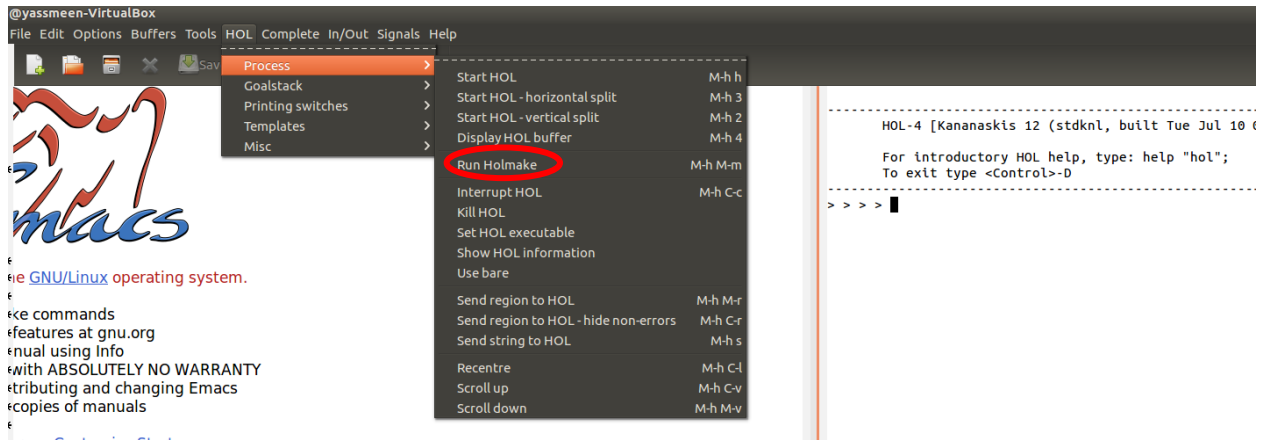 @yassmeen-VirtualBox
File Edit Options Buffers Tools HOL Complete In/Out Signals Help
Sav
Process
Goalstack
Printing switches
Templates
Misc
Start HOL M-h h
Start HOL - horizontal split M-h 3
Start HOL - vertical split M-h 2
Display HOL buffer M-h 4
Run Holmake M-h M-m
Interrupt HOL M-h C-c
Kill HOL
Set HOL executable
Show HOL information
Use bare
Send region to HOL M-h M-r
Send region to HOL - hide non-errors M-h C-r
Send string to HOL M-h s
Recentre M-h C-l
Scroll up M-h C-v
Scroll down M-h M-v
Emacs
GNU/Linux operating system.
commands
features at gnu.org
using Info
with ABSOLUTELY NO WARRANTY
and changing Emacs
copies of manuals
---------------------------------------------------------------------
HOL-4 [Kananaskis 12 (stdknl, built Tue Jul 10
For introductory HOL help, type: help "hol";
To exit type <Control>-D
---------------------------------------------------------------------
> > > >